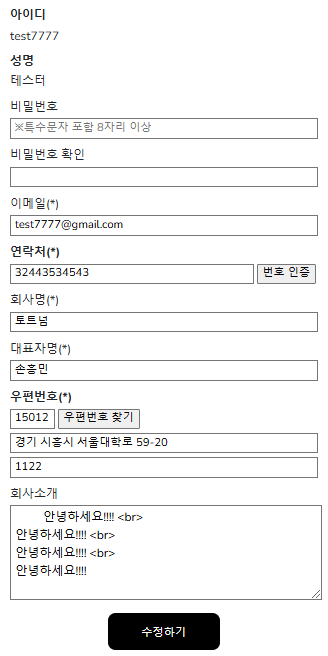 아이디
test7777
성명
테스터
비밀번호
※특수문자 포함 8자리 이상
비밀번호 확인
이메일(*)
test7777@gmail.com
연락처(*)
32443534543 번호 인증
회사명(*)
토트넘
대표자명(*)
손흥민
우편번호(*)
15012 우편번호 찾기
경기 시흥시 서울대학로 59-20
1122
회사소개
안녕하세요!!!! <br>
안녕하세요!!!! <br>
안녕하세요!!!! <br>
안녕하세요!!!!
수정하기